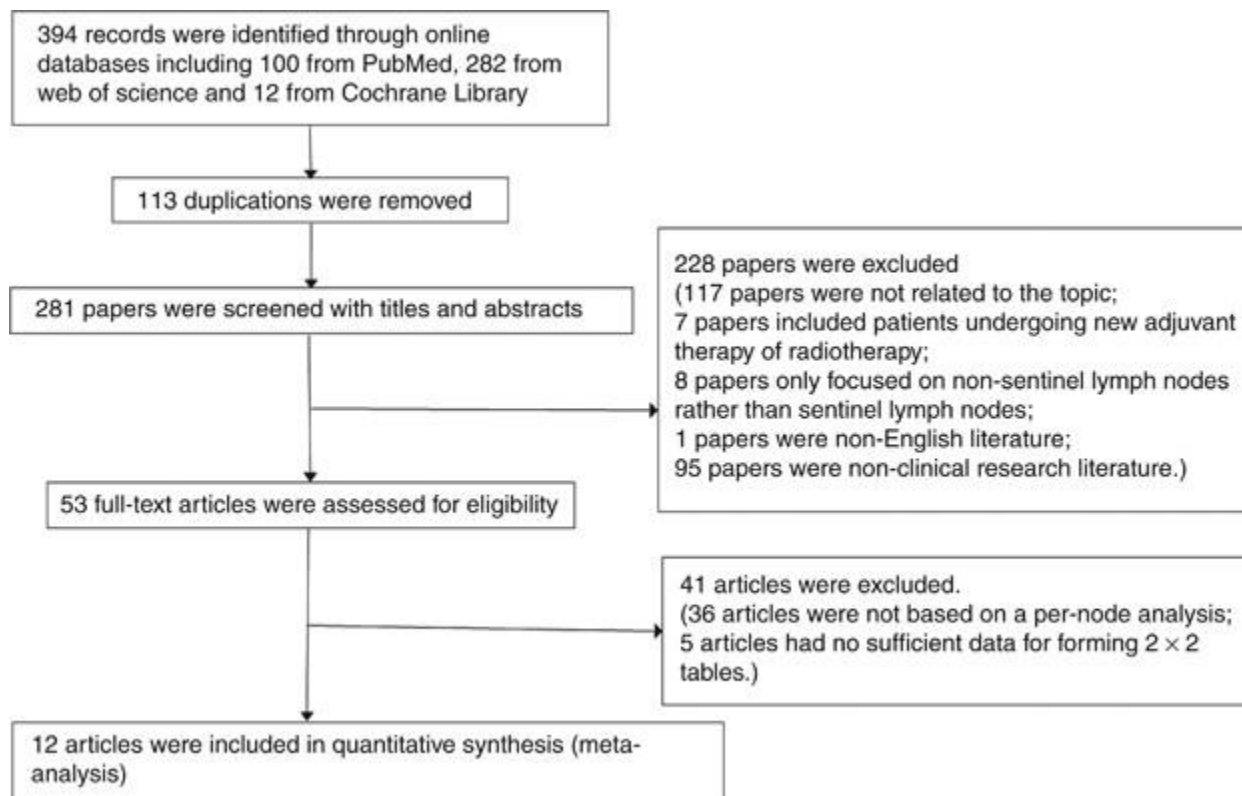 394 records were identified through online
databases including 100 from PubMed, 282 from
web of science and 12 from Cochrane Library
113 duplications were removed
281 papers were screened with titles and abstracts
228 papers were excluded
(117 papers were not related to the topic;
7 papers included patients undergoing new adjuvant
therapy of radiotherapy;
8 papers only focused on non-sentinel lymph nodes
rather than sentinel lymph nodes;
1 papers were non-English literature;
95 papers were non-clinical research literature.)
53 full-text articles were assessed for eligibility
41 articles were excluded.
(36 articles were not based on a per-node analysis;
5 articles had no sufficient data for forming 2 × 2
tables.)
12 articles were included in quantitative synthesis (meta-
analysis)